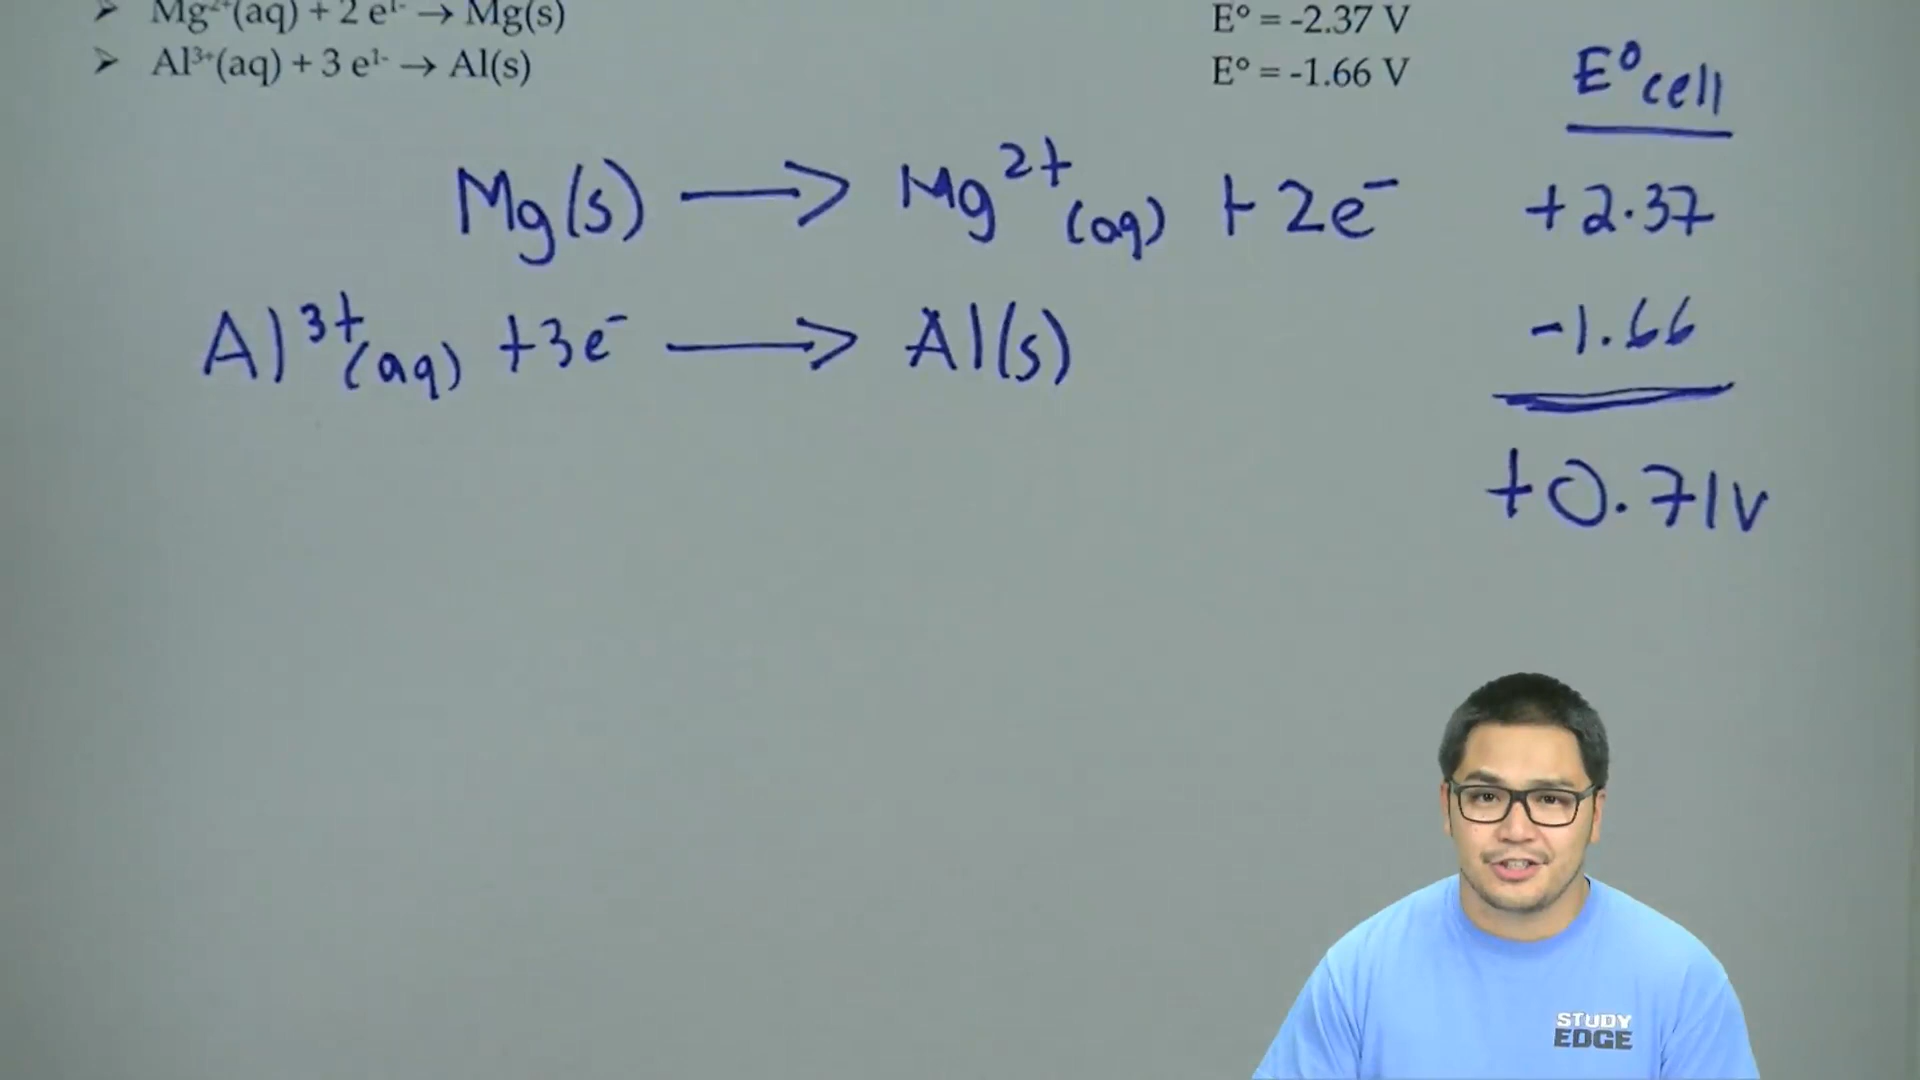 ➢ Mg²⁺(aq) + 2 e¹⁻ → Mg(s) E° = -2.37 V
➢ Al³⁺(aq) + 3 e¹⁻ → Al(s) E° = -1.66 V
E°cell
Mg(s) → Mg²⁺(aq) + 2e⁻ +2.37
Al³⁺(aq) +3e⁻ → Al(s) -1.66
+0.71V
STUDY
EDGE